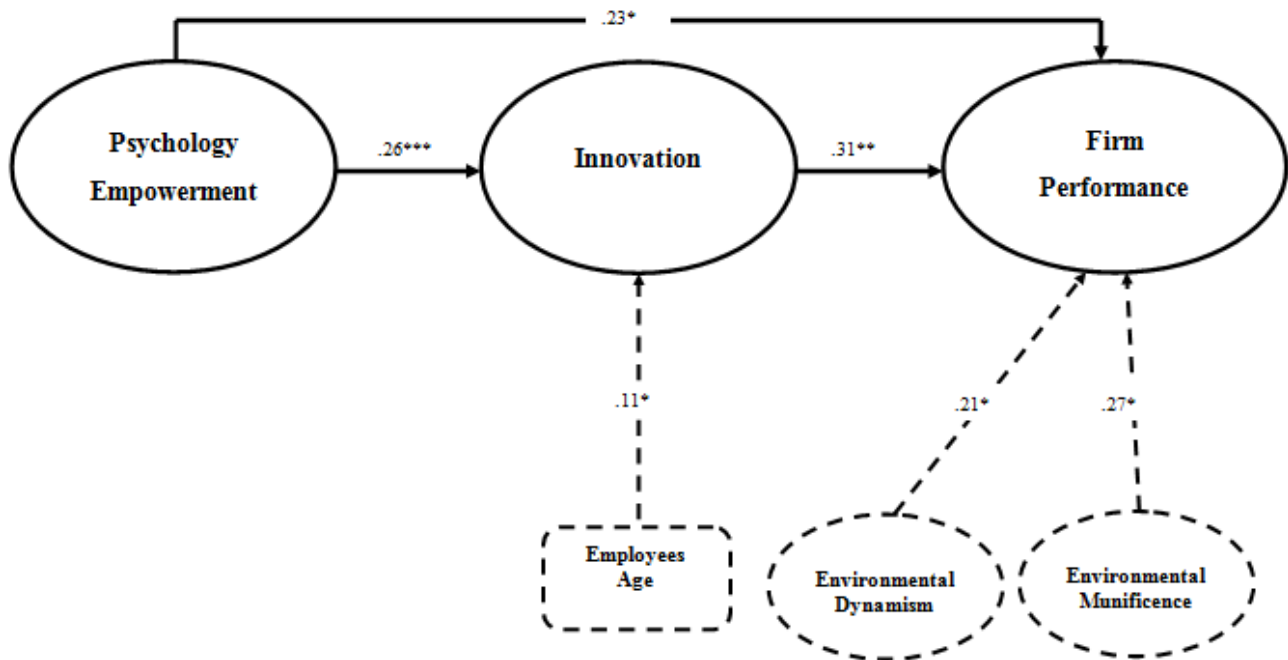 .23*
Psychology
Empowerment
.26***
Innovation
.31**
Firm
Performance
.11*
.21*
.27*
Employees
Age
Environmental
Dynamism
Environmental
Munificence